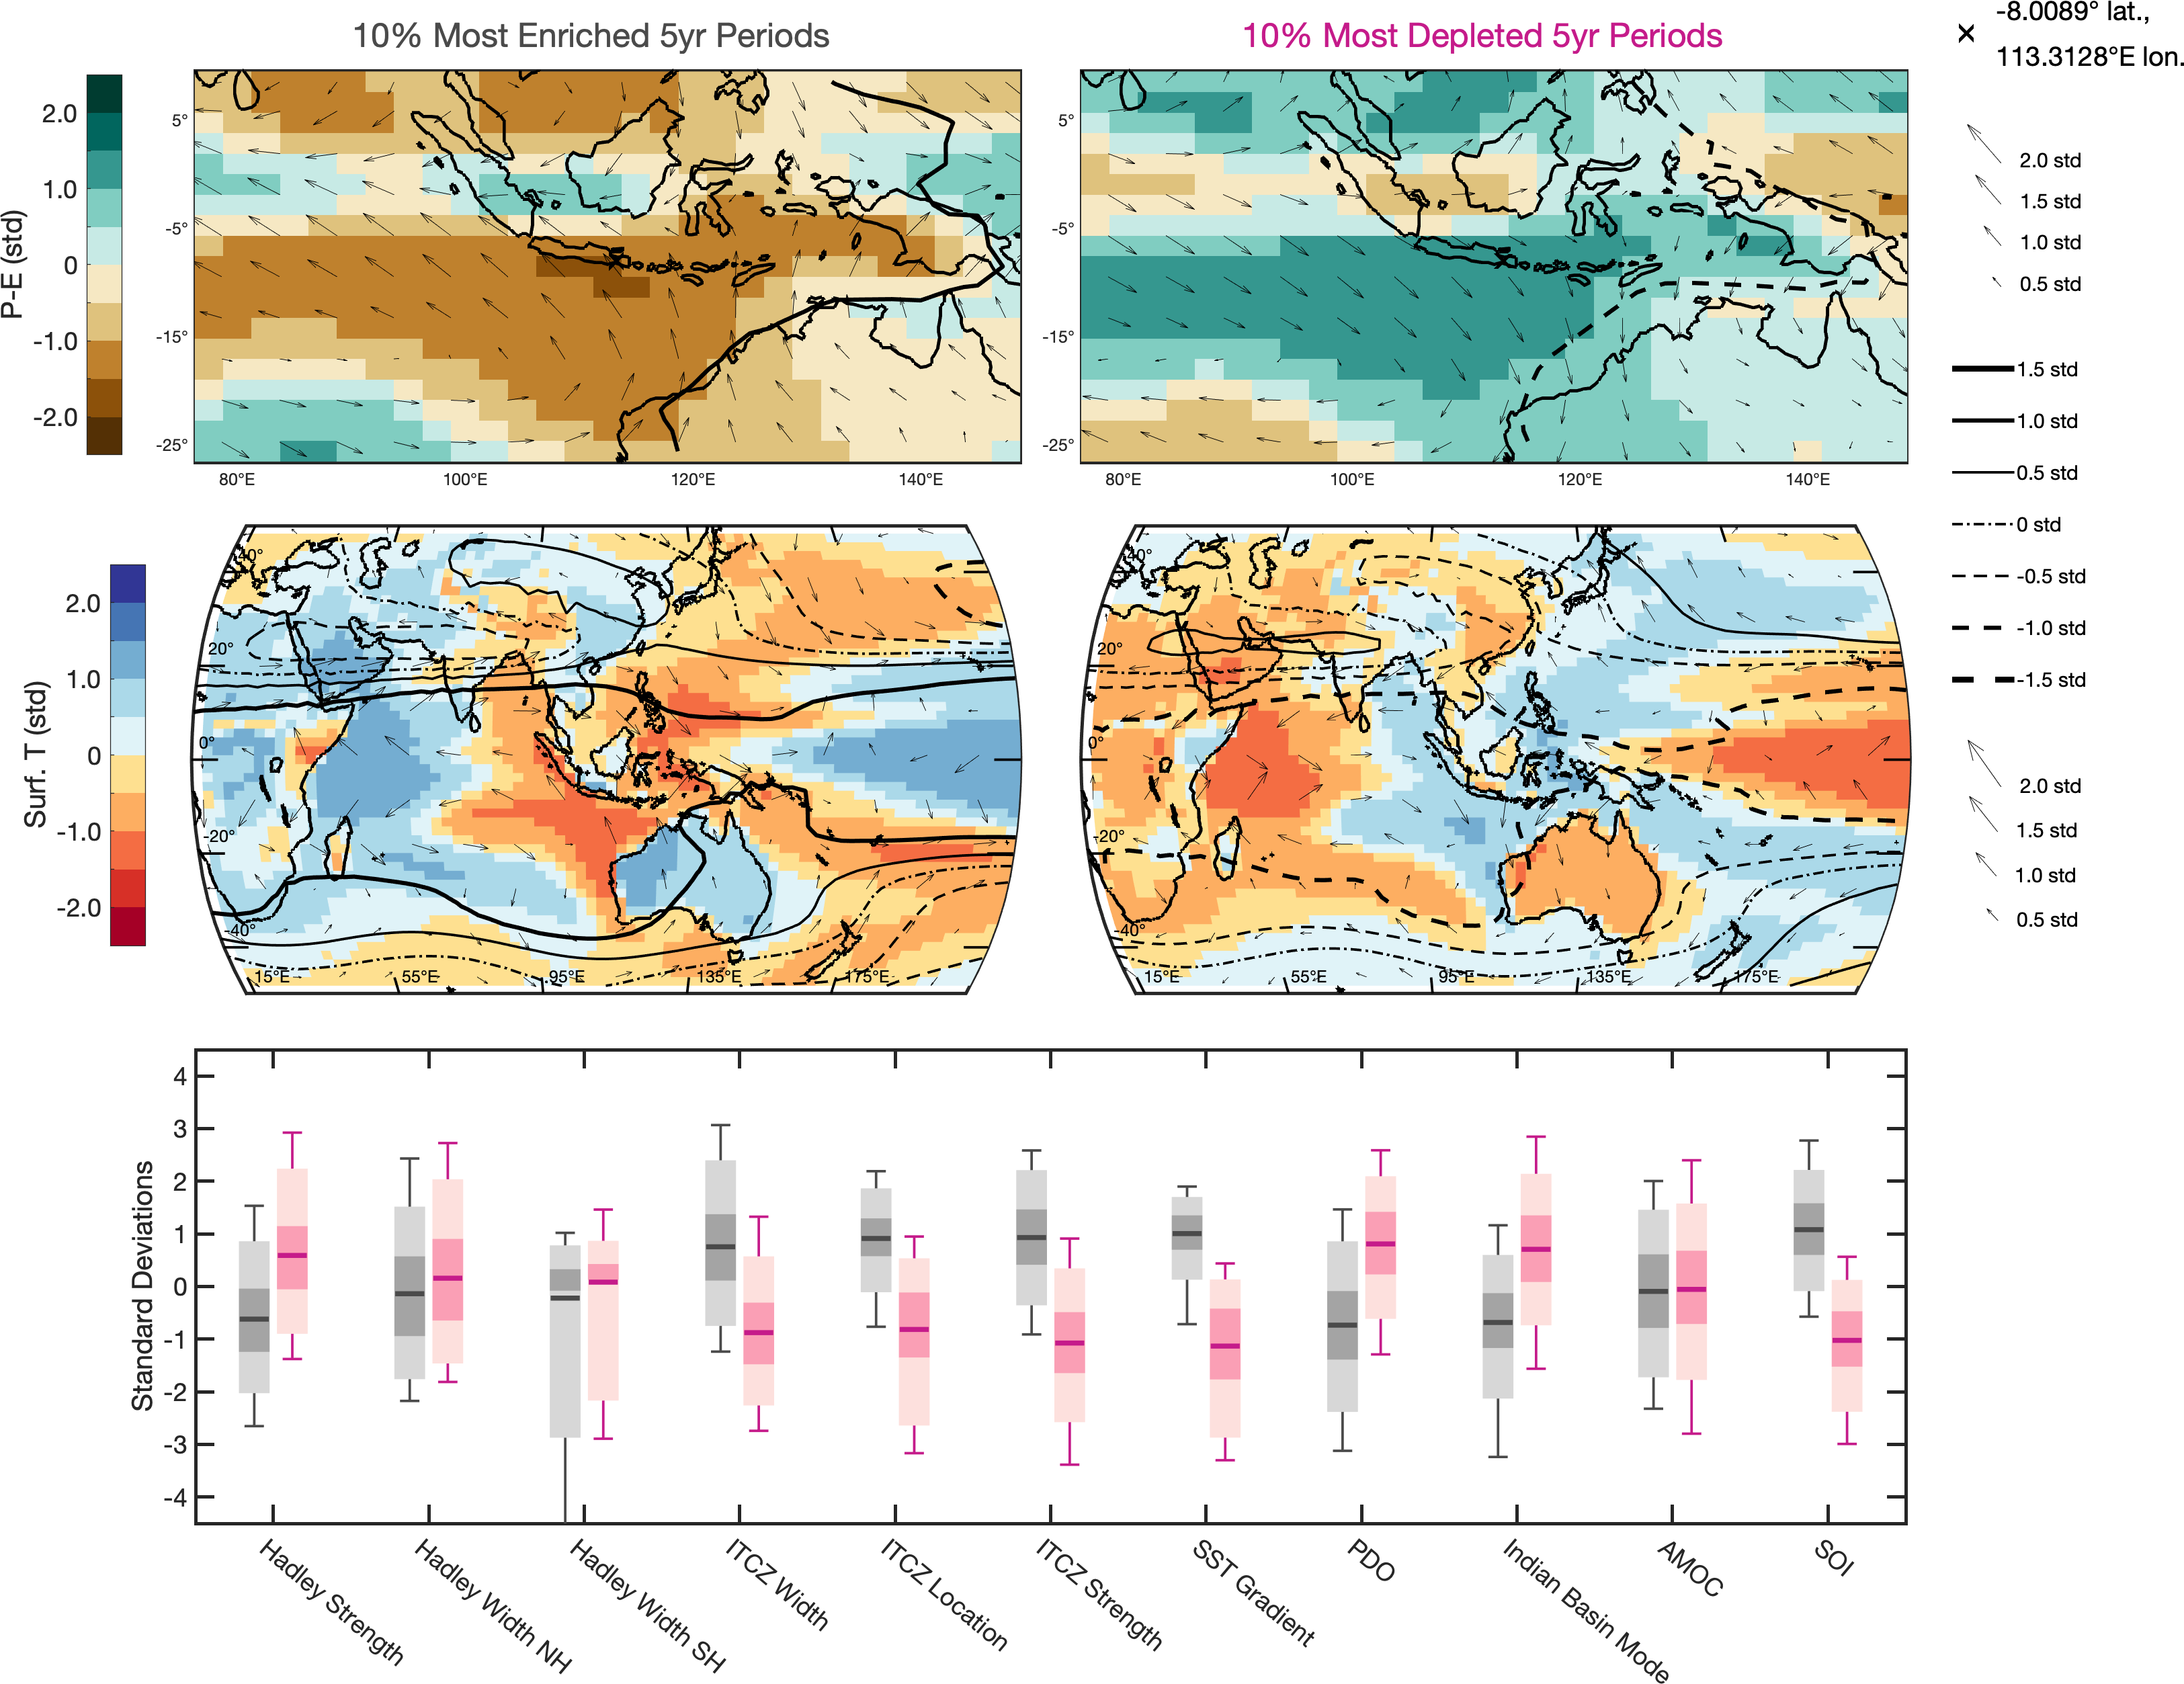 10% Most Enriched 5yr Periods
10% Most Depleted 5yr Periods
-8.0089° lat.,
113.3128°E lon.
P-E (std)
2.0
1.0
0
-1.0
-2.0
5°
-5°
-15°
-25°
80°E
100°E
120°E
140°E
5°
-5°
-15°
-25°
80°E
100°E
120°E
140°E
2.0 std
1.5 std
1.0 std
0.5 std
1.5 std
1.0 std
0.5 std
0 std
-0.5 std
-1.0 std
-1.5 std
2.0 std
1.5 std
1.0 std
0.5 std
Surf. T (std)
2.0
1.0
0
-1.0
-2.0
40°
20°
0°
-20°
-40°
15°E
55°E
95°E
135°E
175°E
40°
20°
0°
-20°
-40°
15°E
55°E
95°E
135°E
175°E
Standard Deviations
4
3
2
1
0
-1
-2
-3
-4
Hadley Strength
Hadley Width NH
Hadley Width SH
ITCZ Width
ITCZ Location
ITCZ Strength
SST Gradient
PDO
Indian Basin Mode
AMOC
SOI